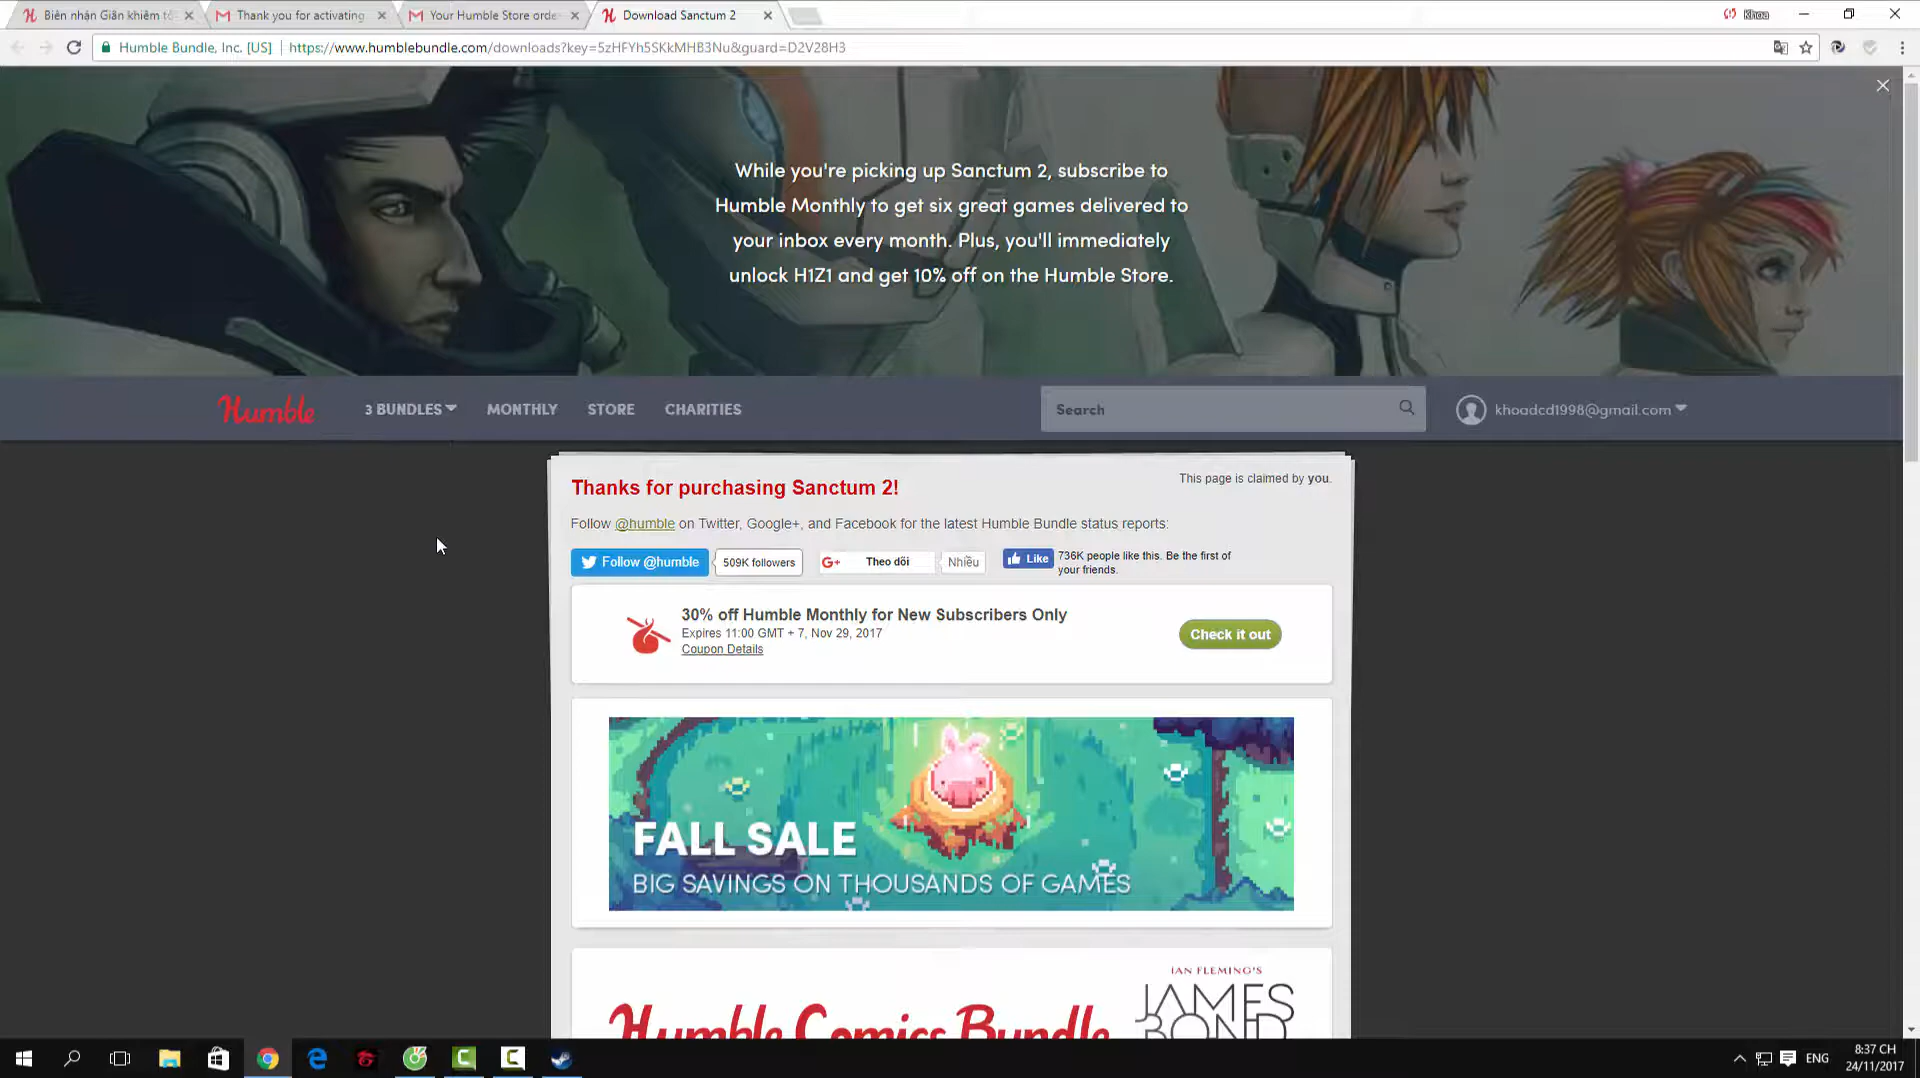 Biên nhận Giản khiêm tố
Thank you for activating
Your Humble Store orde
Download Sanctum 2
Khoa
Humble Bundle, Inc. [US]
https://www.humblebundle.com/downloads?key=5zHFYh5SKkMHB3Nu&guard=D2V28H3
While you're picking up Sanctum 2, subscribe to
Humble Monthly to get six great games delivered to
your inbox every month. Plus, you'll immediately
unlock H1Z1 and get 10% off on the Humble Store.
Humble
3 BUNDLES
MONTHLY
STORE
CHARITIES
Search
khoadcd1998@gmail.com
Thanks for purchasing Sanctum 2!
This page is claimed by you.
Follow @humble on Twitter, Google+, and Facebook for the latest Humble Bundle status reports:
Follow @humble
509K followers
G+
Theo dõi
Nhiều
Like
736K people like this. Be the first of
your friends.
30% off Humble Monthly for New Subscribers Only
Expires 11:00 GMT + 7, Nov 29, 2017
Coupon Details
Check it out
FALL SALE
BIG SAVINGS ON THOUSANDS OF GAMES
IAN FLEMING'S
JAMES
BOND
Humble Comics Bundle
ENG
8:37 CH
24/11/2017